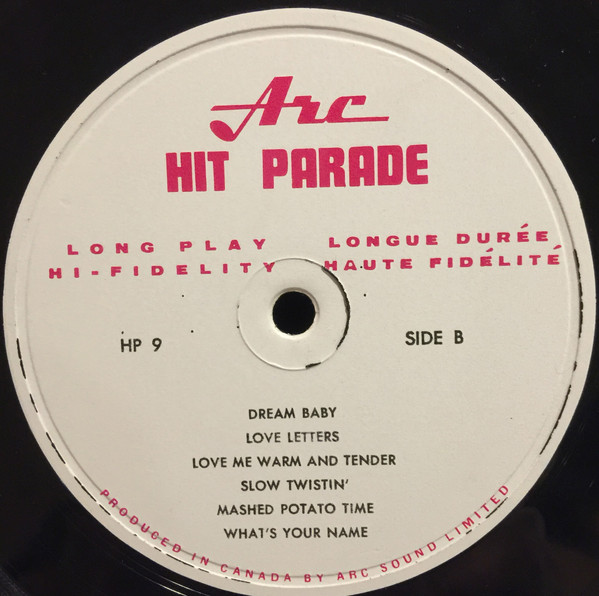 Arc
HIT PARADE
LONG PLAY LONGUE DURÉE
HI-FIDELITY HAUTE FIDÉLITÉ
HP 9 SIDE B
DREAM BABY
LOVE LETTERS
LOVE ME WARM AND TENDER
SLOW TWISTIN'
MASHED POTATO TIME
WHAT'S YOUR NAME
PRODUCED IN CANADA BY ARC SOUND LIMITED